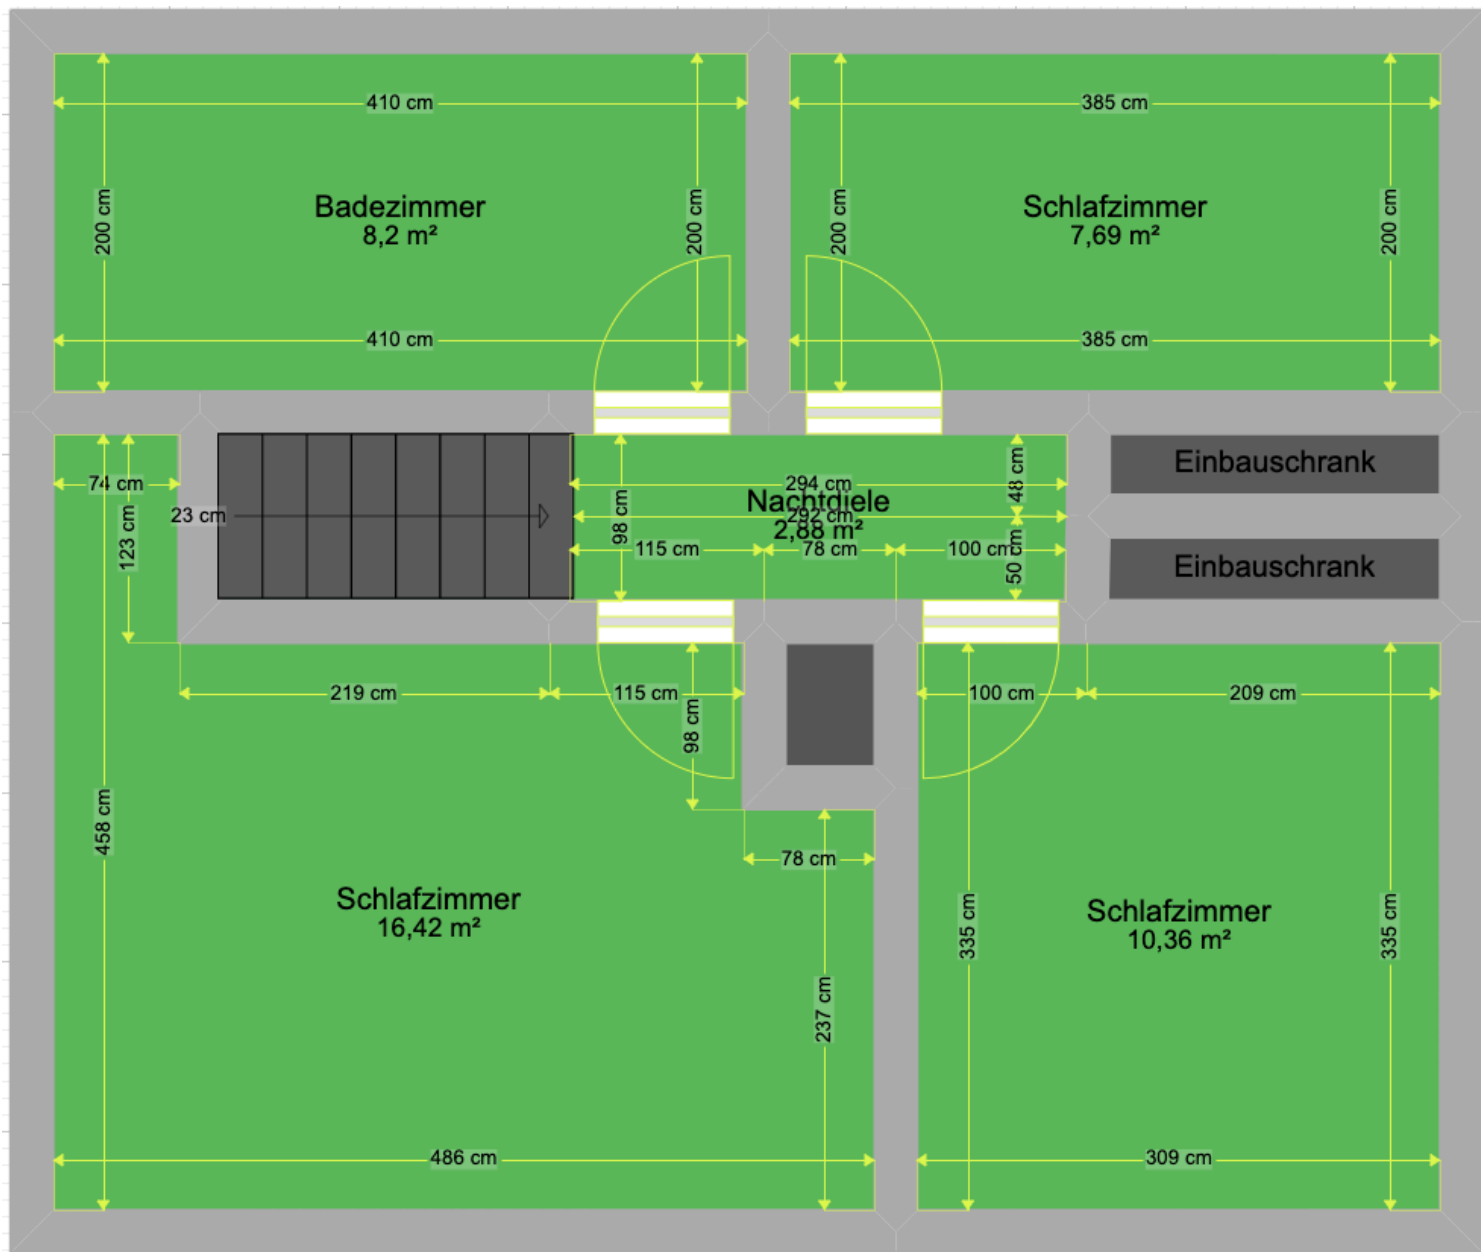 410 cm
385 cm
200 cm
Badezimmer
8,2 m²
200 cm
200 cm
Schlafzimmer
7,69 m²
200 cm
410 cm
385 cm
74 cm
123 cm
23 cm
98 cm
294 cm
Nachtdiele
292 cm
2,88 m²
48 cm
50 cm
115 cm
78 cm
100 cm
Einbauschrank
Einbauschrank
219 cm
115 cm
98 cm
100 cm
209 cm
458 cm
78 cm
Schlafzimmer
16,42 m²
237 cm
335 cm
Schlafzimmer
10,36 m²
335 cm
486 cm
309 cm